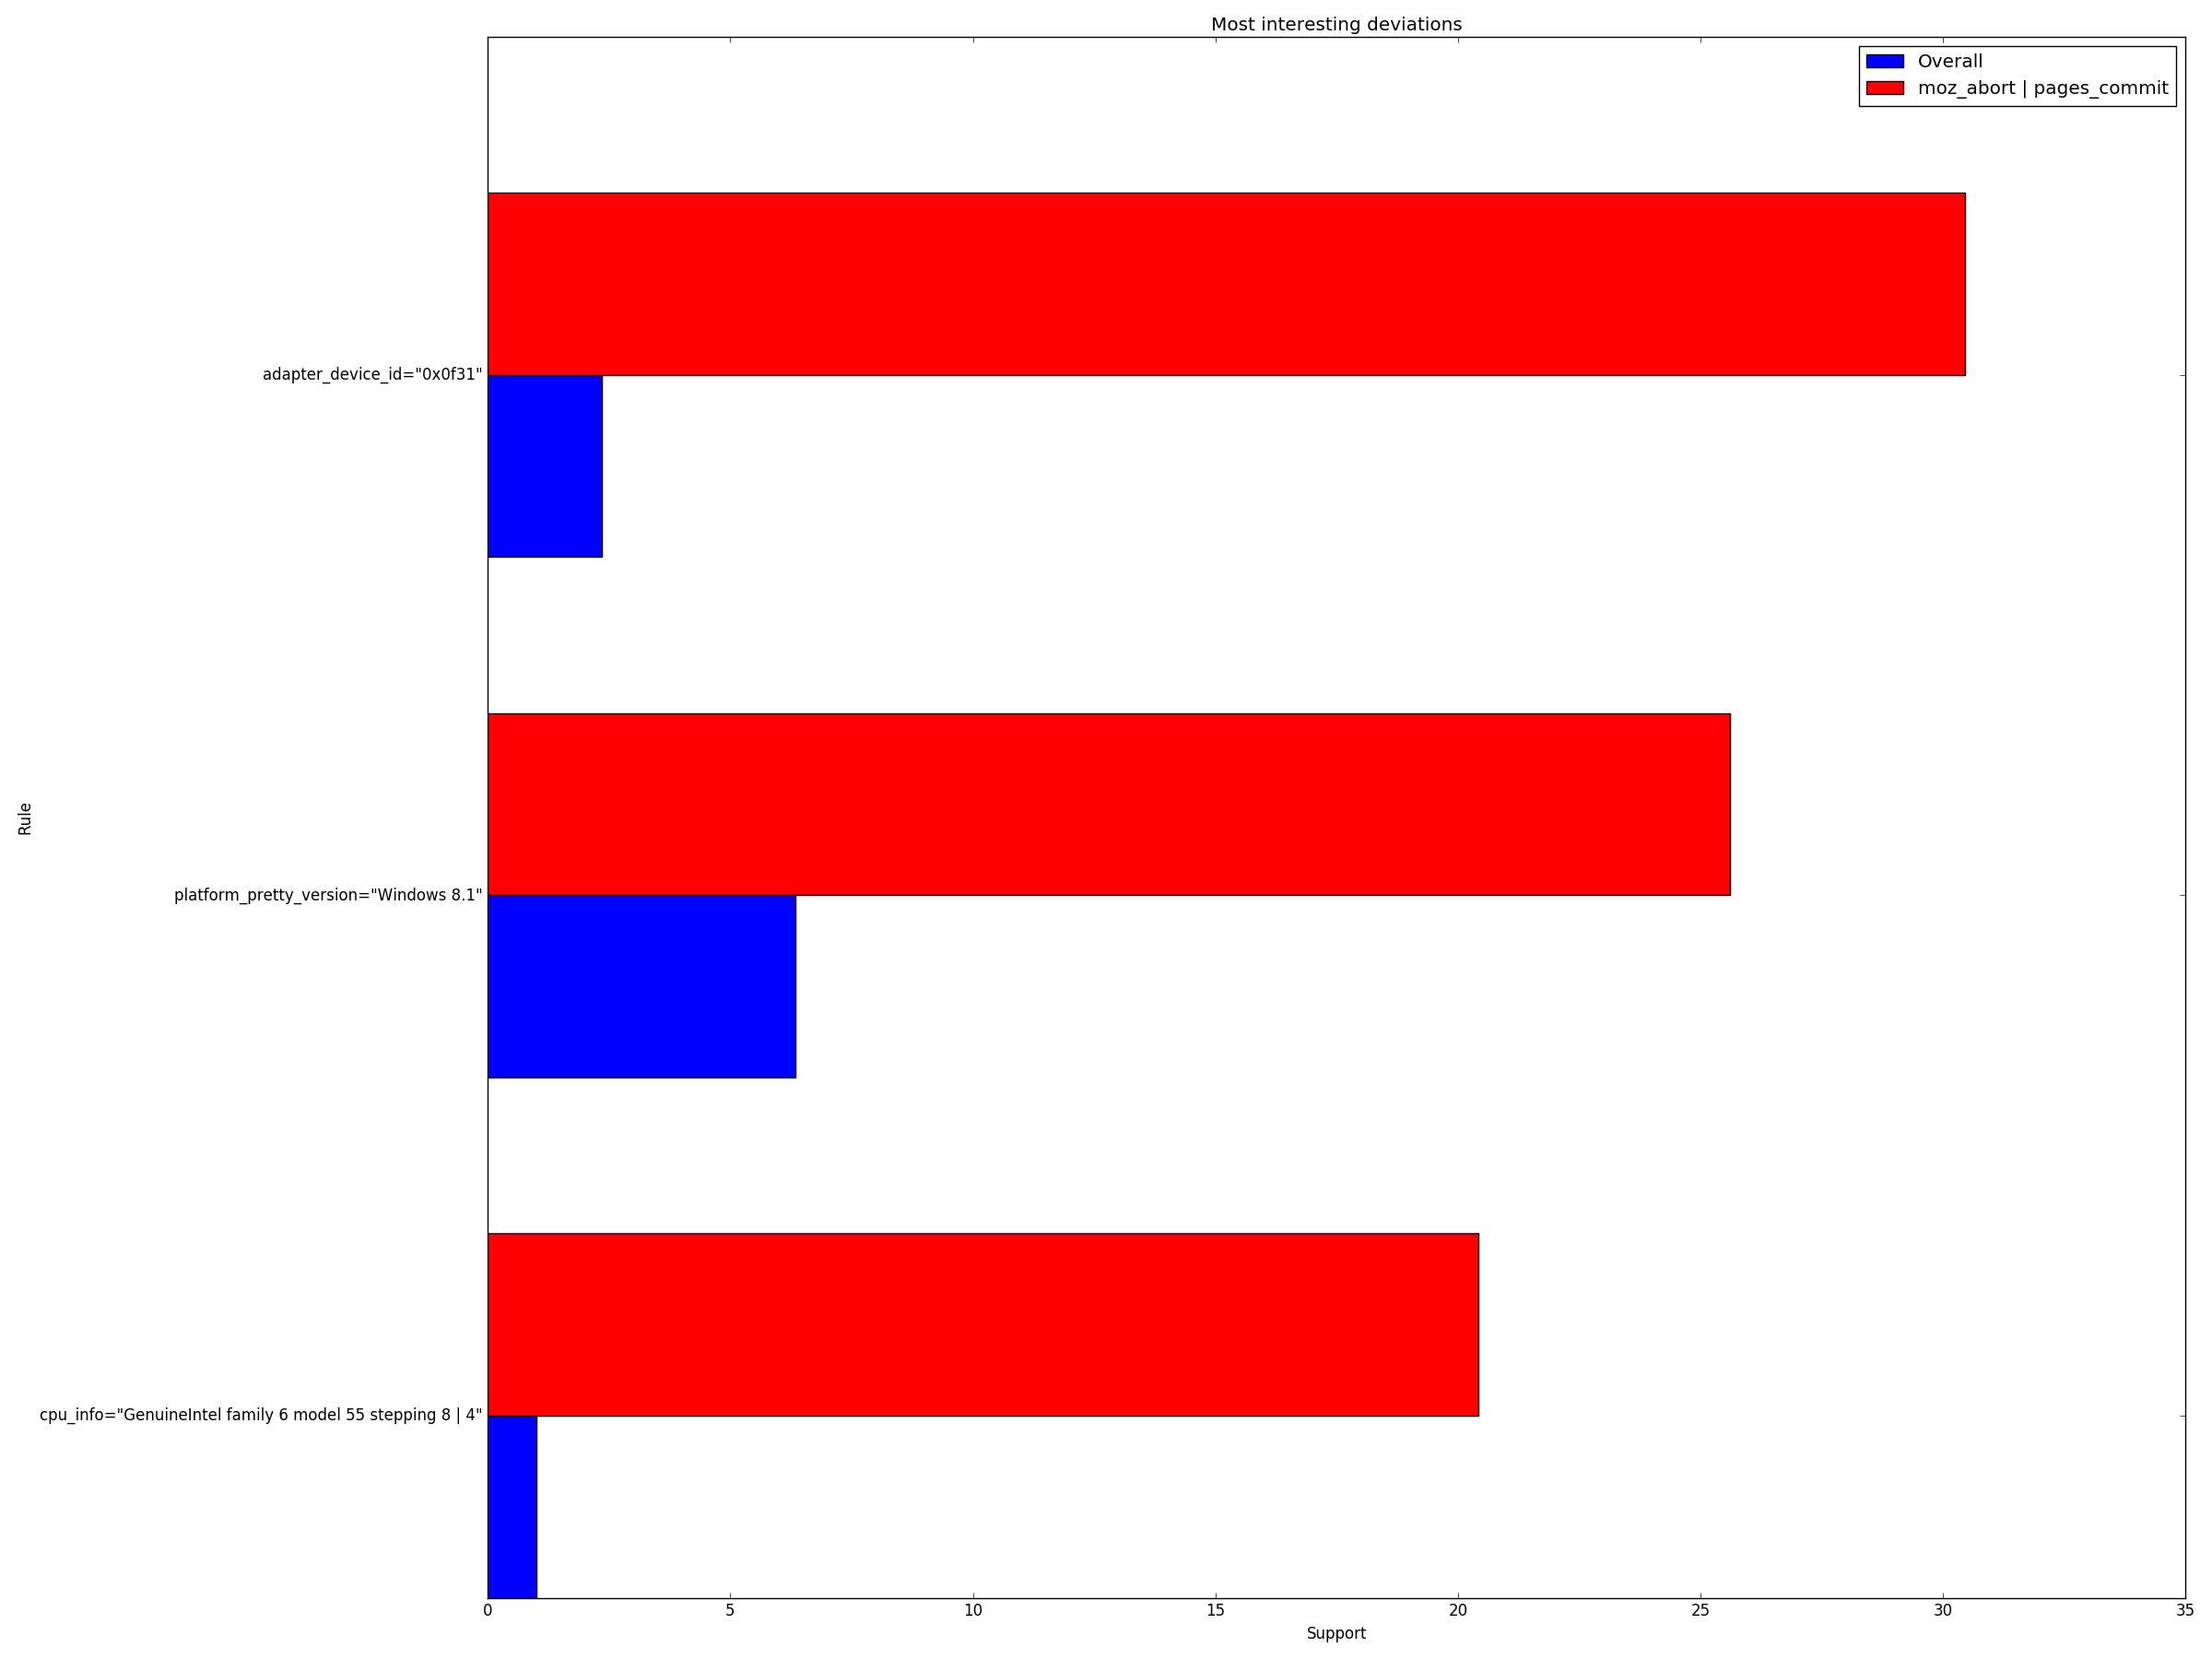 Most interesting deviations
Overall
moz_abort | pages_commit
adapter_device_id="0x0f31"
platform_pretty_version="Windows 8.1"
cpu_info="GenuineIntel family 6 model 55 stepping 8 | 4"
Rule
0 5 10 15 20 25 30 35
Support